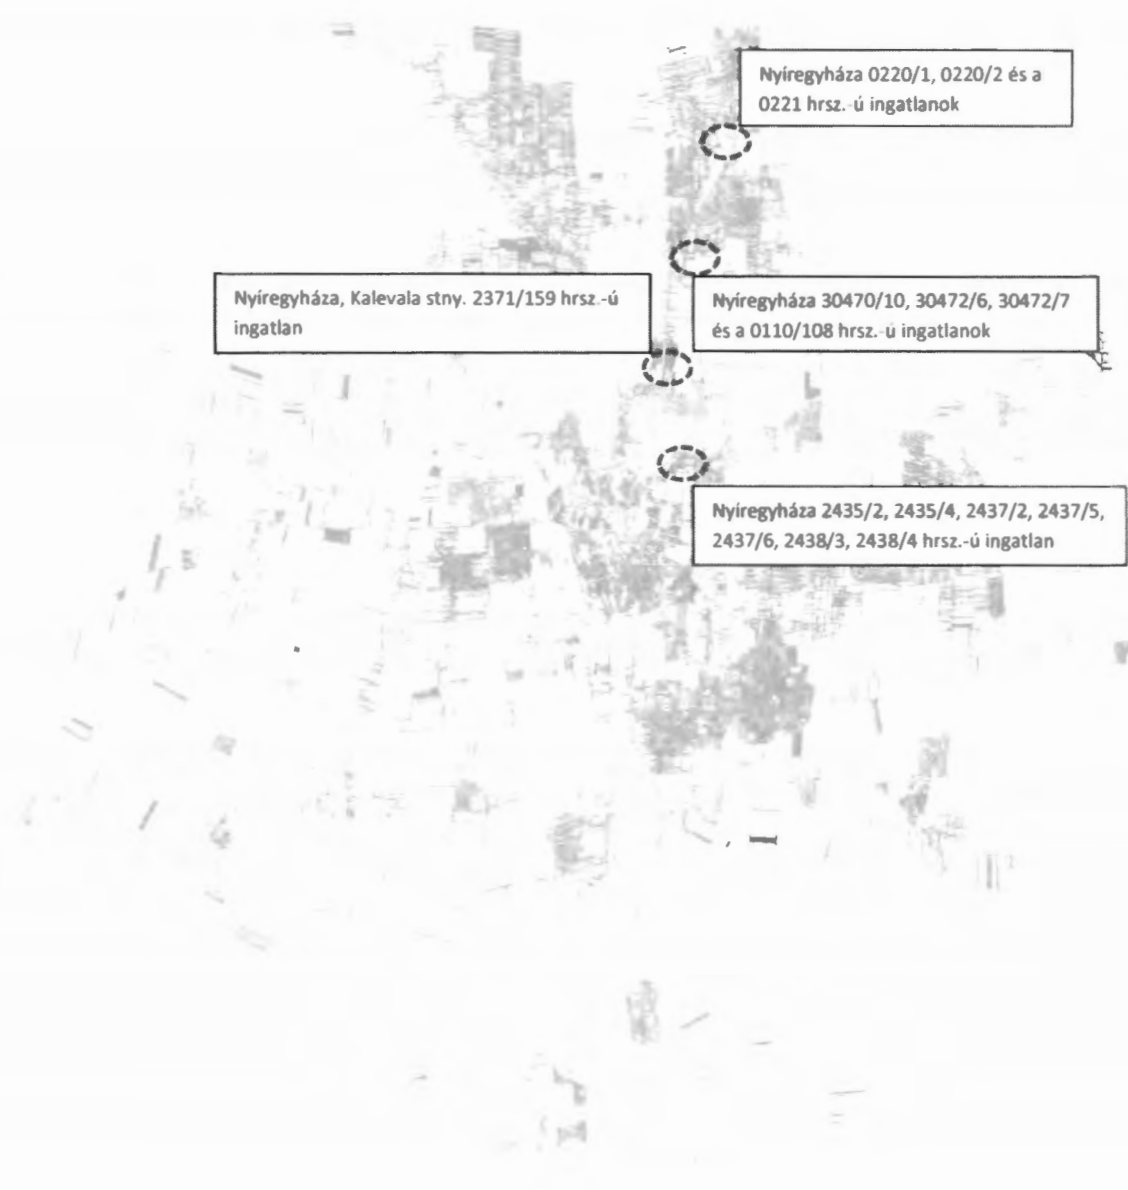 Nyíregyháza 0220/1, 0220/2 és a
0221 hrsz.-ú ingatlanok
Nyíregyháza, Kalevala stny. 2371/159 hrsz.-ú
ingatlan
Nyíregyháza 30470/10, 30472/6, 30472/7
és a 0110/108 hrsz.-ú ingatlanok
Nyíregyháza 2435/2, 2435/4, 2437/2, 2437/5,
2437/6, 2438/3, 2438/4 hrsz.-ú ingatlan